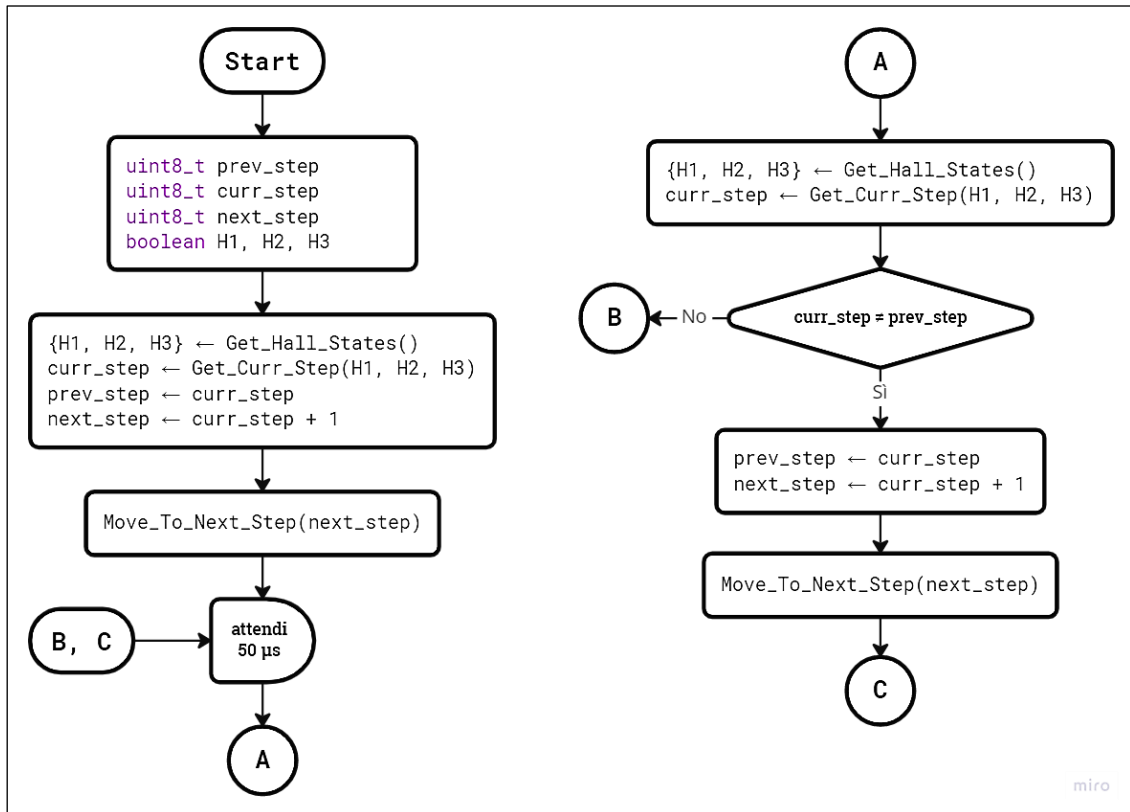 Start
uint8_t prev_step
uint8_t curr_step
uint8_t next_step
boolean H1, H2, H3
{H1, H2, H3} ← Get_Hall_States()
curr_step ← Get_Curr_Step(H1, H2, H3)
prev_step ← curr_step
next_step ← curr_step + 1
Move_To_Next_Step(next_step)
B, C
attendi
50 µs
A
A
{H1, H2, H3} ← Get_Hall_States()
curr_step ← Get_Curr_Step(H1, H2, H3)
curr_step ≠ prev_step
No
B
Sì
prev_step ← curr_step
next_step ← curr_step + 1
Move_To_Next_Step(next_step)
C
miro